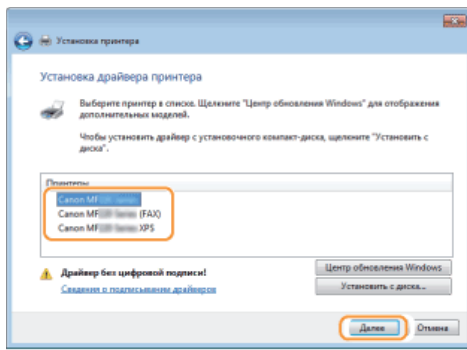 Установка принтера
Установка драйвера принтера
Выберите принтер в списке. Щелкните "Центр обновления Windows" для отображения
дополнительных моделей.
Чтобы установить драйвер с установочного компакт-диска, щелкните "Установить с
диска".
Принтеры
Canon MF
Canon MF (FAX)
Canon MF XPS
Драйвер без цифровой подписи!
Сведения о подписывании драйверов
Центр обновления Windows
Установить с диска...
Далее
Отмена